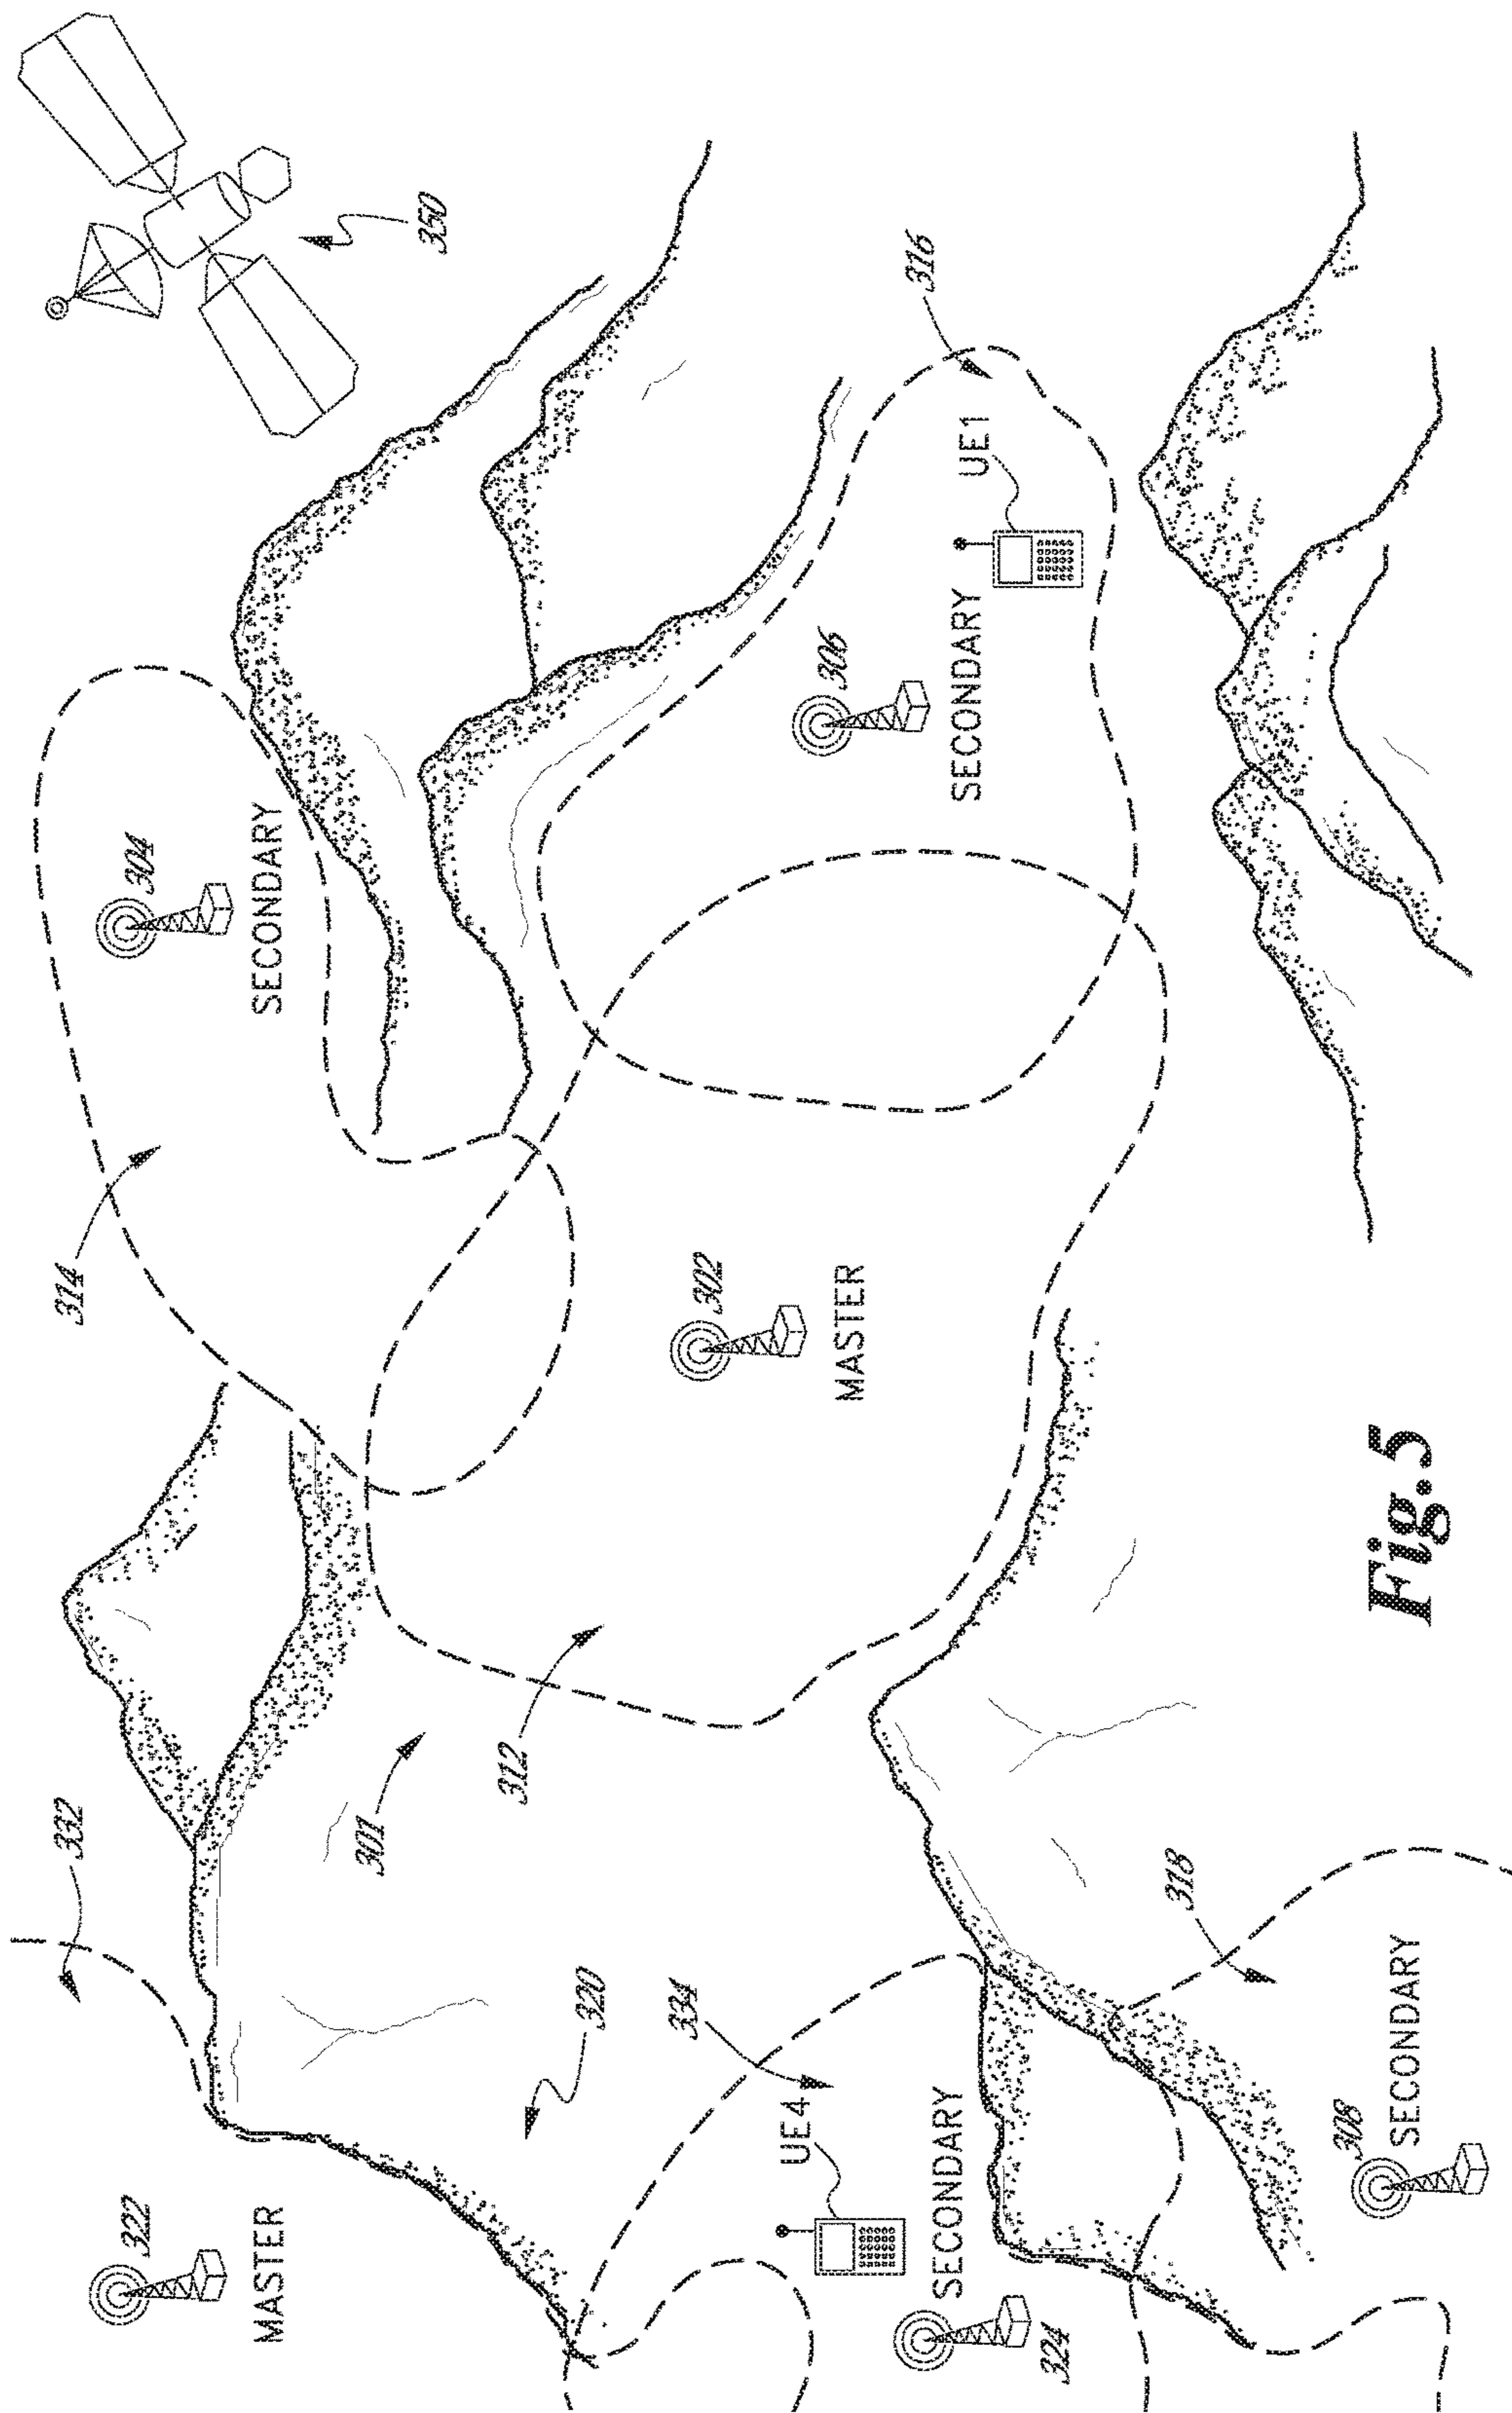 332
322
MASTER
314
304
SECONDARY
350
301
312
320
302
MASTER
334
UE4
306
SECONDARY
UE1
316
324
SECONDARY
318
308
SECONDARY
Fig.5